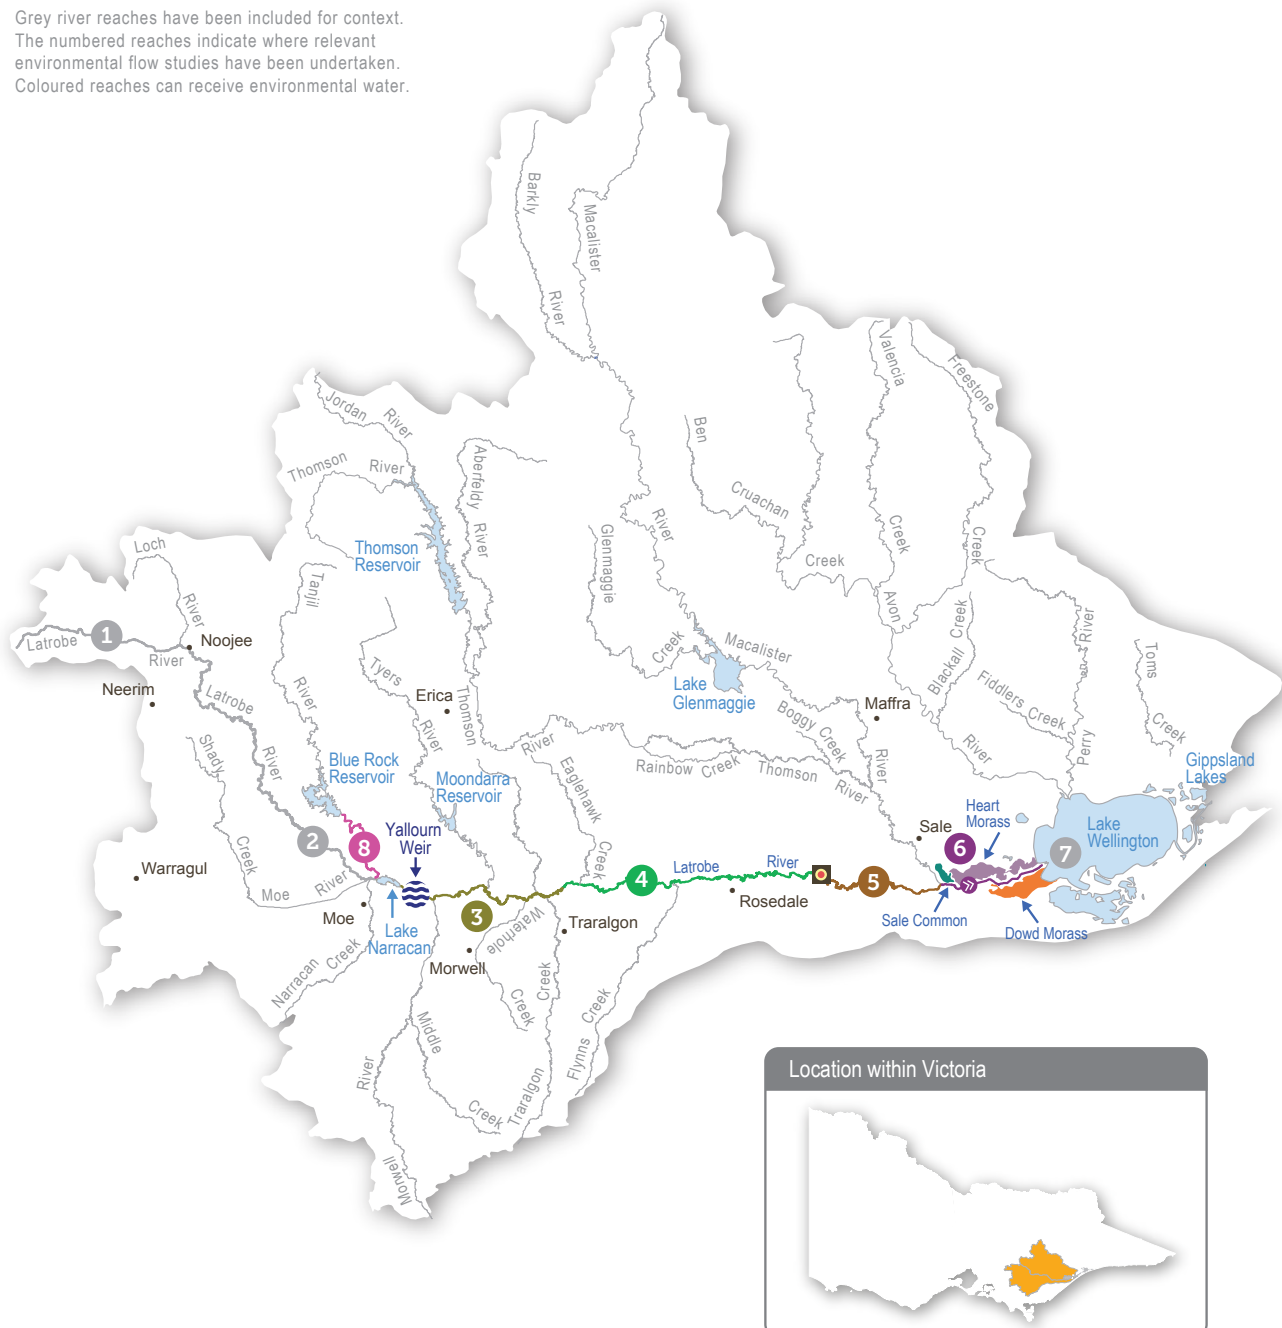 Grey river reaches have been included for context.
The numbered reaches indicate where relevant
environmental flow studies have been undertaken.
Coloured reaches can receive environmental water.
Barkly
River
Macalister
River
Valencia
Creek
Freestone
Creek
Jordan
River
Thomson
River
Aberfeldy
River
Ben
Cruachan
Creek
Thomson
Reservoir
Glenmaggie
Creek
Loch
River
Tanjil
River
Avon
River
Blackall Creek
Fiddlers Creek
Perry
River
Toms
Creek
Latrobe
1
River
Noojee
Neerim
Latrobe
River
Tyers
River
Erica
Thomson
River
Macalister
River
Lake
Glenmaggie
Boggy
Creek
Maffra
Shady
Creek
Blue Rock
Reservoir
Moondarra
Reservoir
Eaglehawk
Creek
Rainbow Creek
Thomson
River
Gippsland
Lakes
2
8
Yallourn
Weir
Sale
6
Heart
Morass
7
Lake
Wellington
Warragul
Moe
River
Moe
Lake
Narracan
3
4
Latrobe
River
Rosedale
5
Sale Common
Dowd Morass
Narracan
Creek
Morwell
Waterhole
Creek
Traralgon
Traralgon
Creek
Flynns
Creek
Middle
Creek
Morwell
River
Location within Victoria